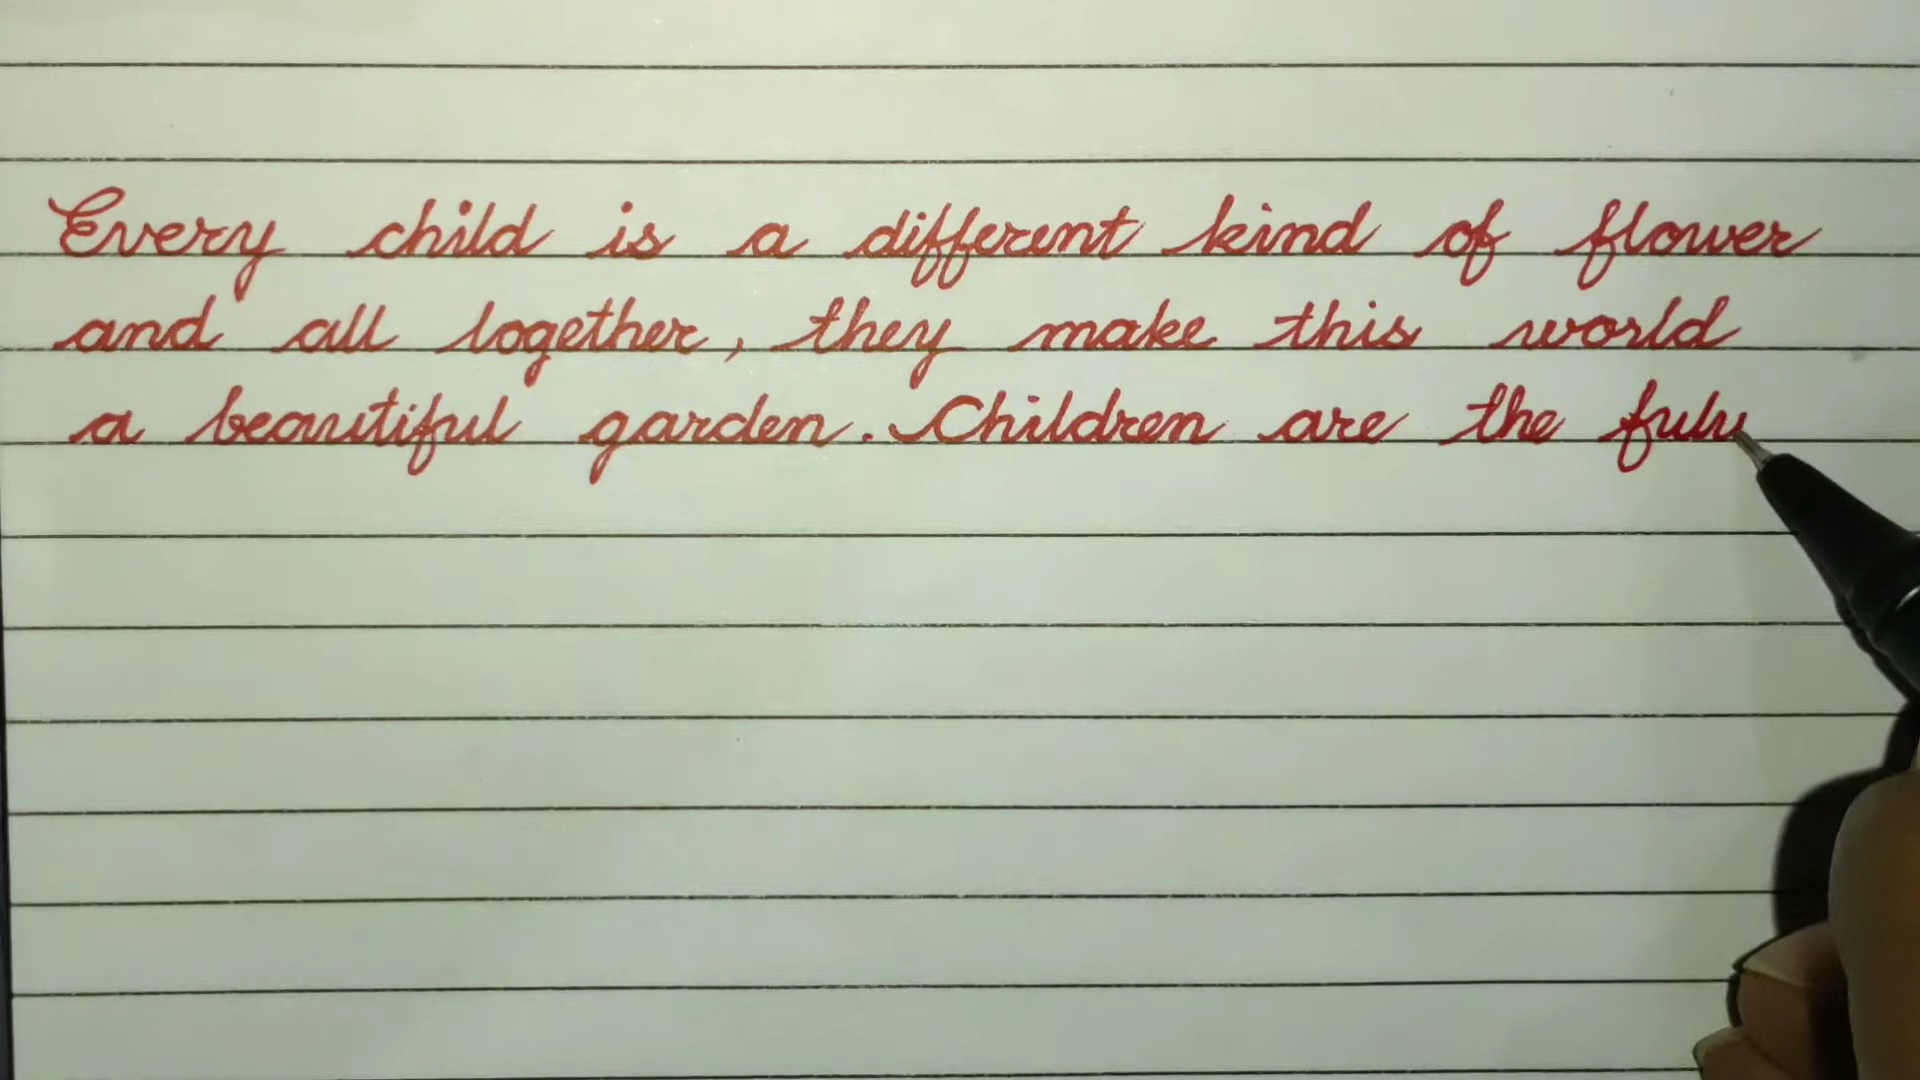 Every child is a different kind of flower
and all together, they make this world
a beautiful garden. Children are the futu